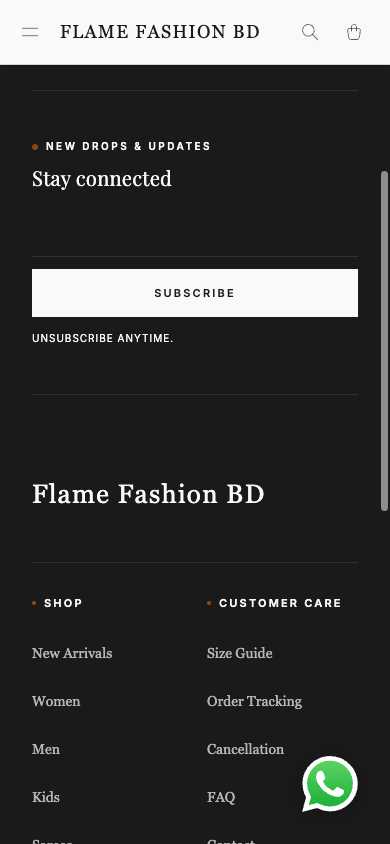 FLAME FASHION BD
NEW DROPS & UPDATES
Stay connected
SUBSCRIBE
UNSUBSCRIBE ANYTIME.
Flame Fashion BD
SHOP
New Arrivals
Women
Men
Kids
CUSTOMER CARE
Size Guide
Order Tracking
Cancellation
FAQ